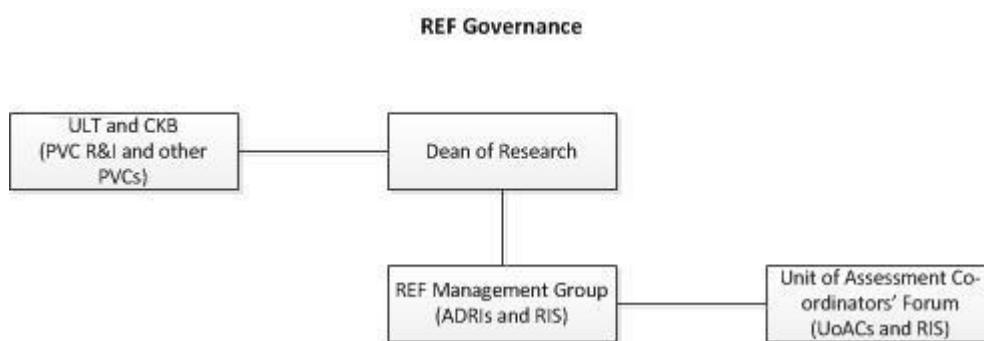 REF Governance
ULT and CKB
(PVC R&I and other
PVCs)
Dean of Research
REF Management Group
(ADRIs and RIS)
Unit of Assessment Co-
ordinators' Forum
(UoACs and RIS)